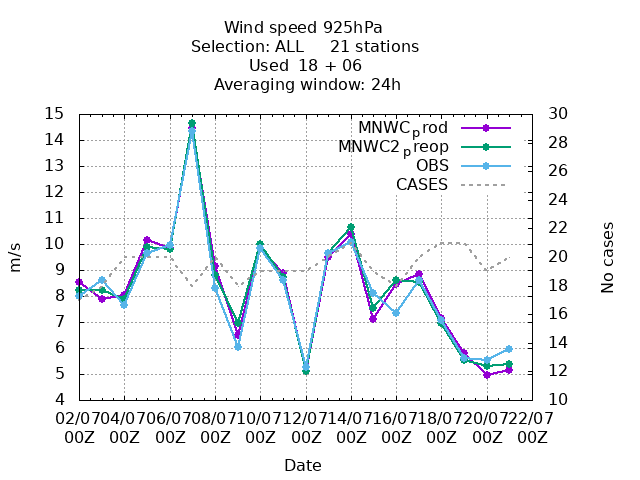 Wind speed 925hPa
Selection: ALL 21 stations
Used 18 + 06
Averaging window: 24h
MNWCprod
MNWC2preop
OBS
CASES
15
14
13
12
11
10
9
8
7
6
5
4
m/s
30
28
26
24
22
20
18
16
14
12
10
No cases
02/07 04/07 06/07 08/07 10/07 12/07 14/07 16/07 18/07 20/07 22/07
00Z 00Z 00Z 00Z 00Z 00Z 00Z 00Z 00Z 00Z 00Z
Date